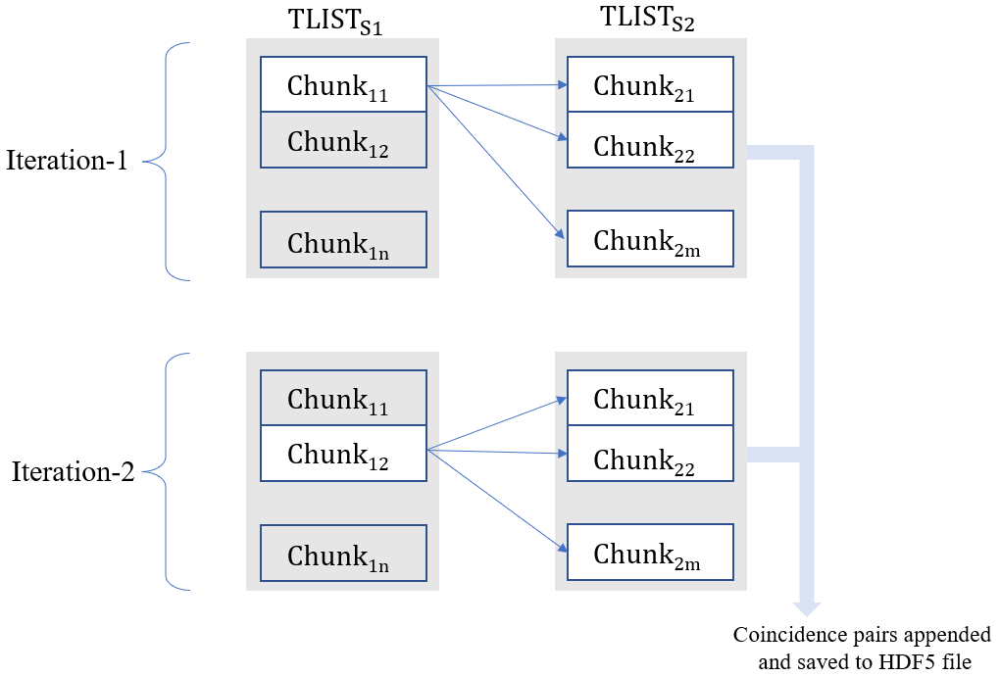 TLIST_S1 TLIST_S2
Chunk_11 Chunk_21
Chunk_12 Chunk_22
Iteration-1
Chunk_1n Chunk_2m
Chunk_11 Chunk_21
Chunk_12 Chunk_22
Iteration-2
Chunk_1n Chunk_2m
Coincidence pairs appended
and saved to HDF5 file